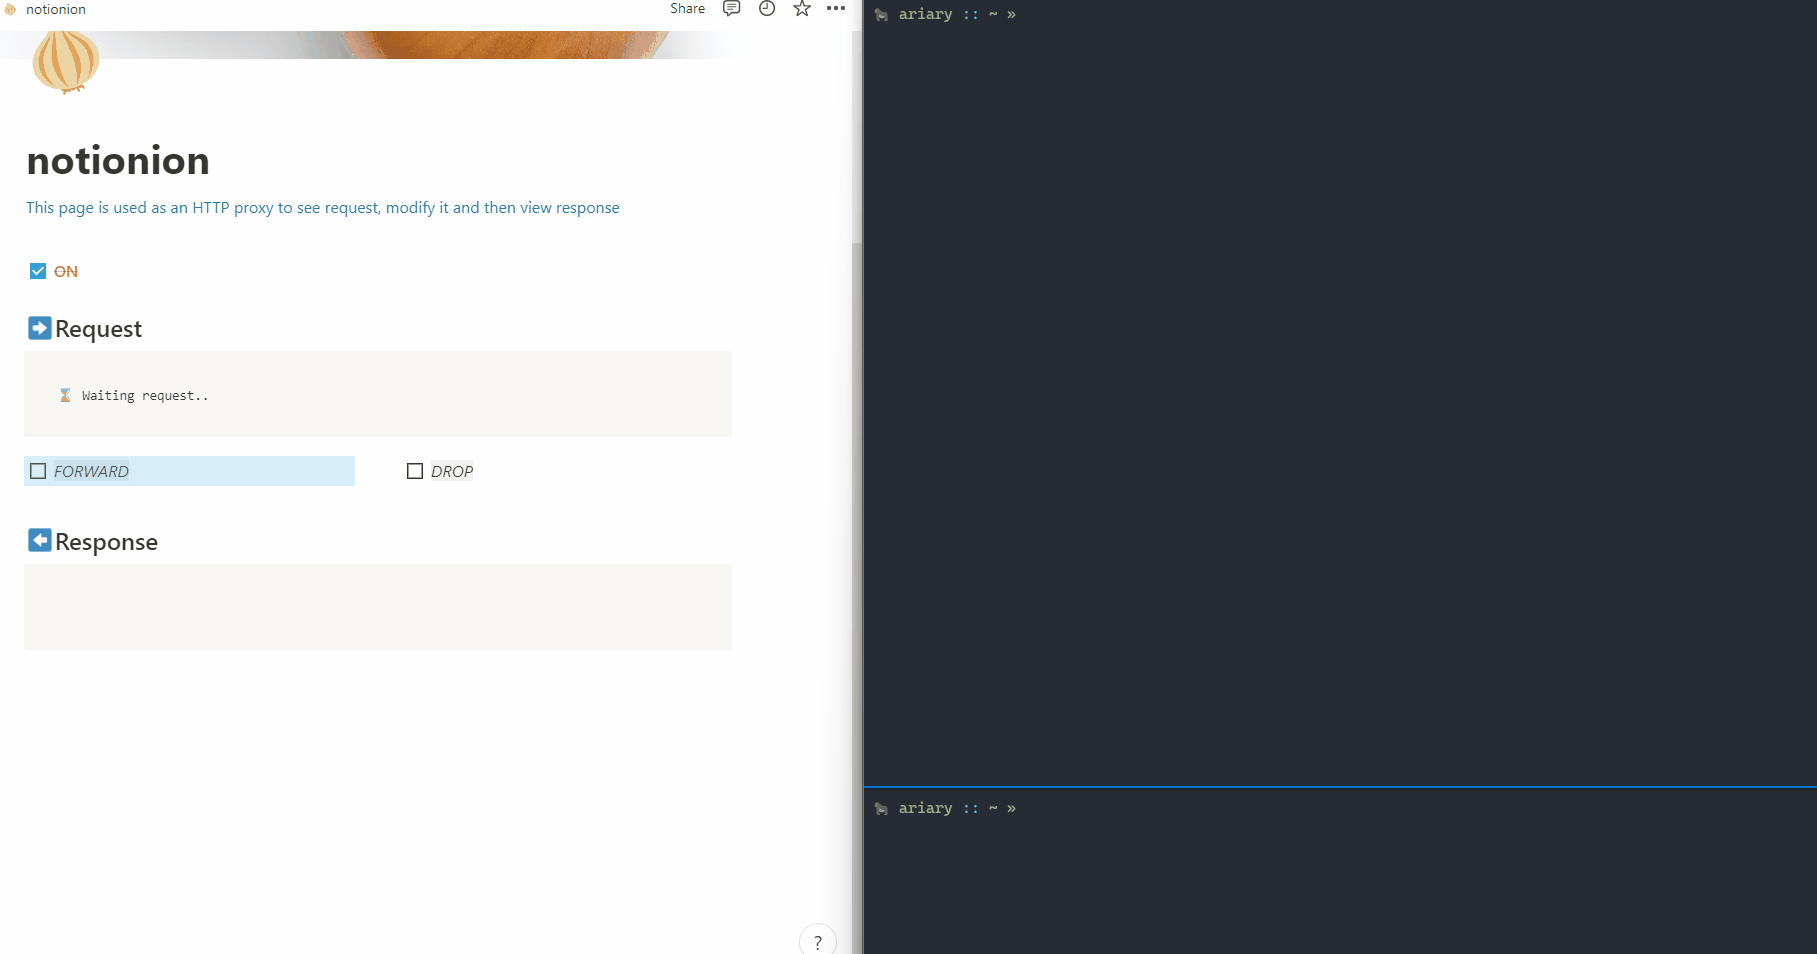 notionion
Share
notionion
This page is used as an HTTP proxy to see request, modify it and then view response
ON
Request
Waiting request..
FORWARD
DROP
Response
?
ariary :: ~ »
ariary :: ~ »